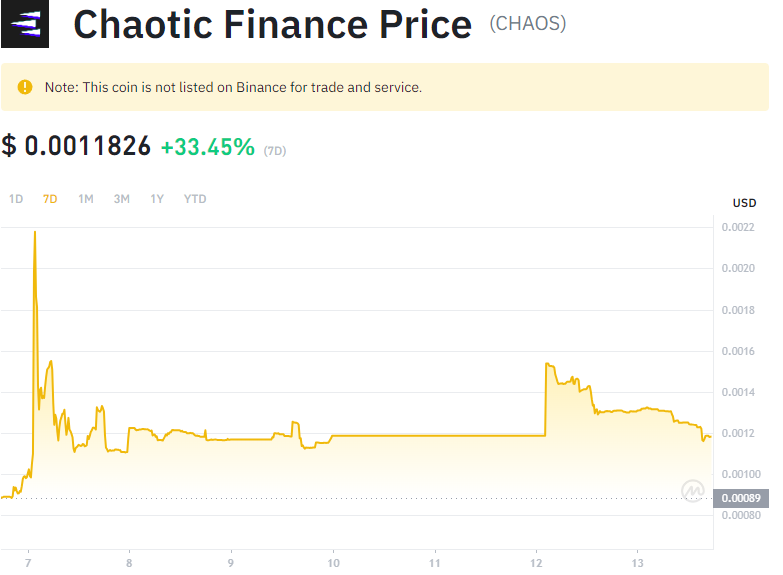 Chaotic Finance Price (CHAOS)
Note: This coin is not listed on Binance for trade and service.
$ 0.0011826 +33.45% (7D)
1D 7D 1M 3M 1Y YTD
USD
0.0022
0.0020
0.0018
0.0016
0.0014
0.0012
0.00100
0.00089
0.00080
7 8 9 10 11 12 13